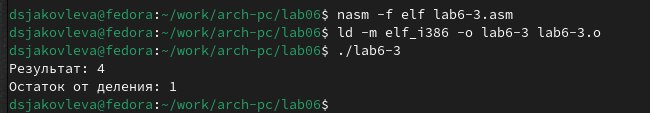 dsjakovleva@fedora:~/work/arch-pc/lab06$ nasm -f elf lab6-3.asm
dsjakovleva@fedora:~/work/arch-pc/lab06$ ld -m elf_i386 -o lab6-3 lab6-3.o
dsjakovleva@fedora:~/work/arch-pc/lab06$ ./lab6-3
Результат: 4
Остаток от деления: 1
dsjakovleva@fedora:~/work/arch-pc/lab06$